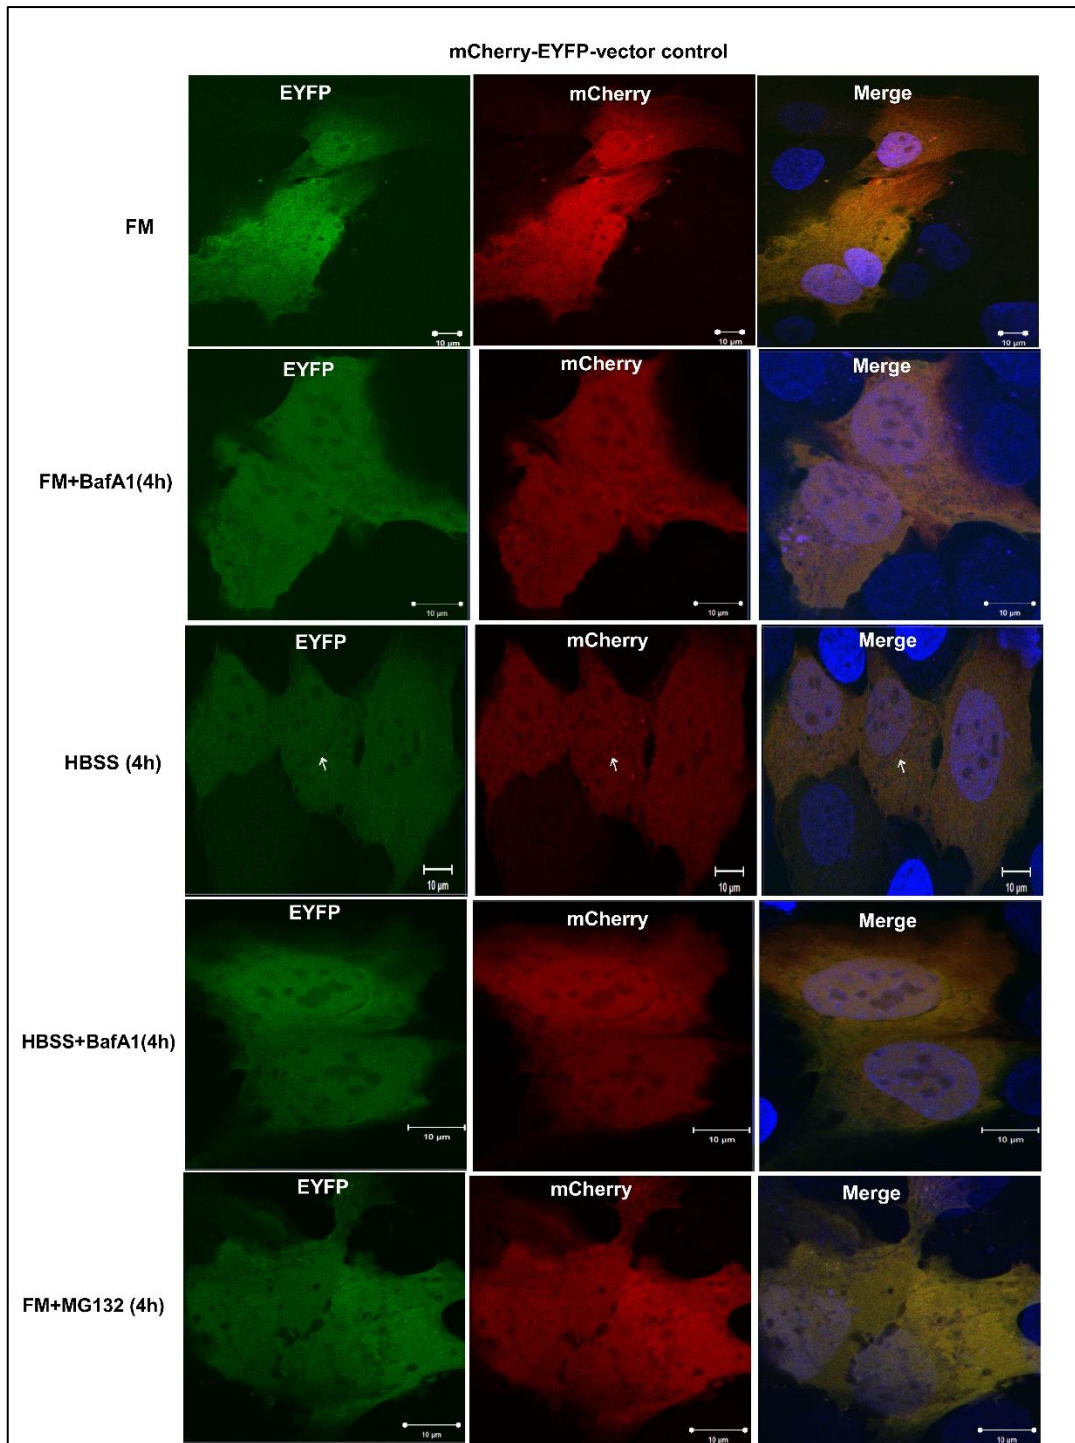 mCherry-EYFP-vector control
EYFP mCherry Merge
FM
10 µm 10 µm 10 µm
EYFP mCherry Merge
FM+BafA1(4h)
10 µm 10 µm 10 µm
EYFP mCherry Merge
HBSS (4h)
10 µm 10 µm 10 µm
EYFP mCherry Merge
HBSS+BafA1(4h)
10 µm 10 µm 10 µm
EYFP mCherry Merge
FM+MG132 (4h)
10 µm 10 µm 10 µm